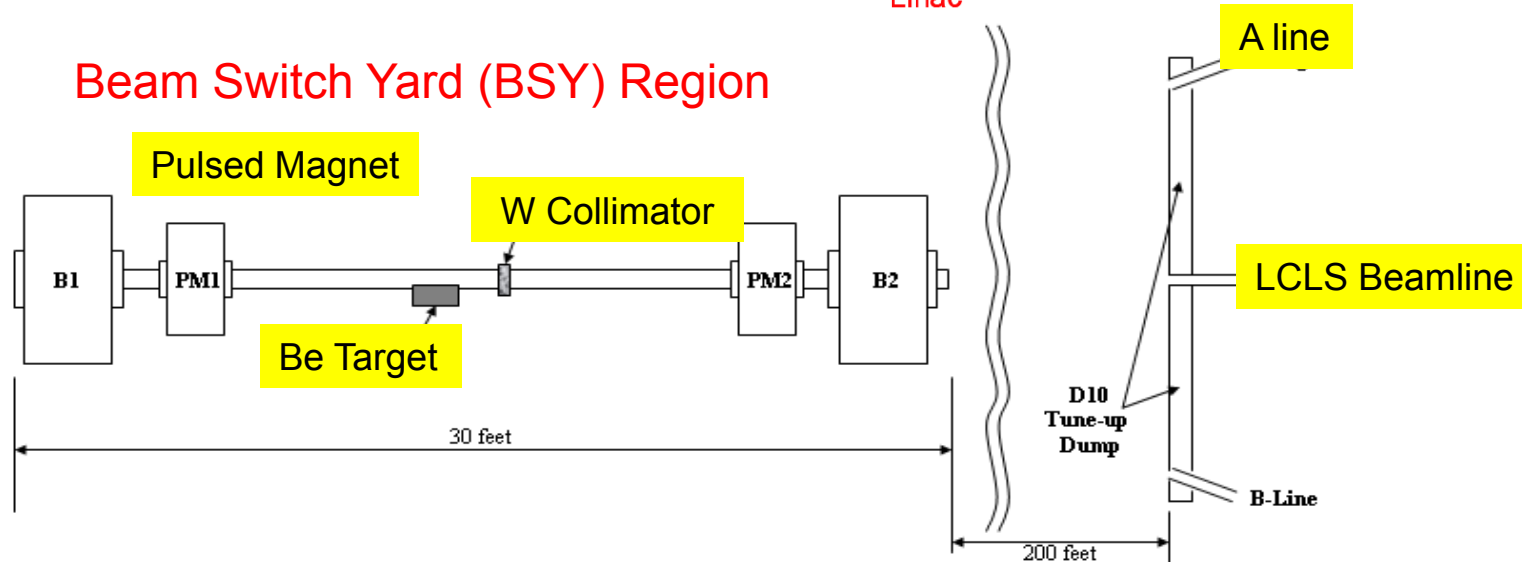 Linac
A line
Beam Switch Yard (BSY) Region
Pulsed Magnet
W Collimator
B1
PM1
PM2
B2
LCLS Beamline
Be Target
D10
Tune-up
Dump
30 feet
B-Line
200 feet